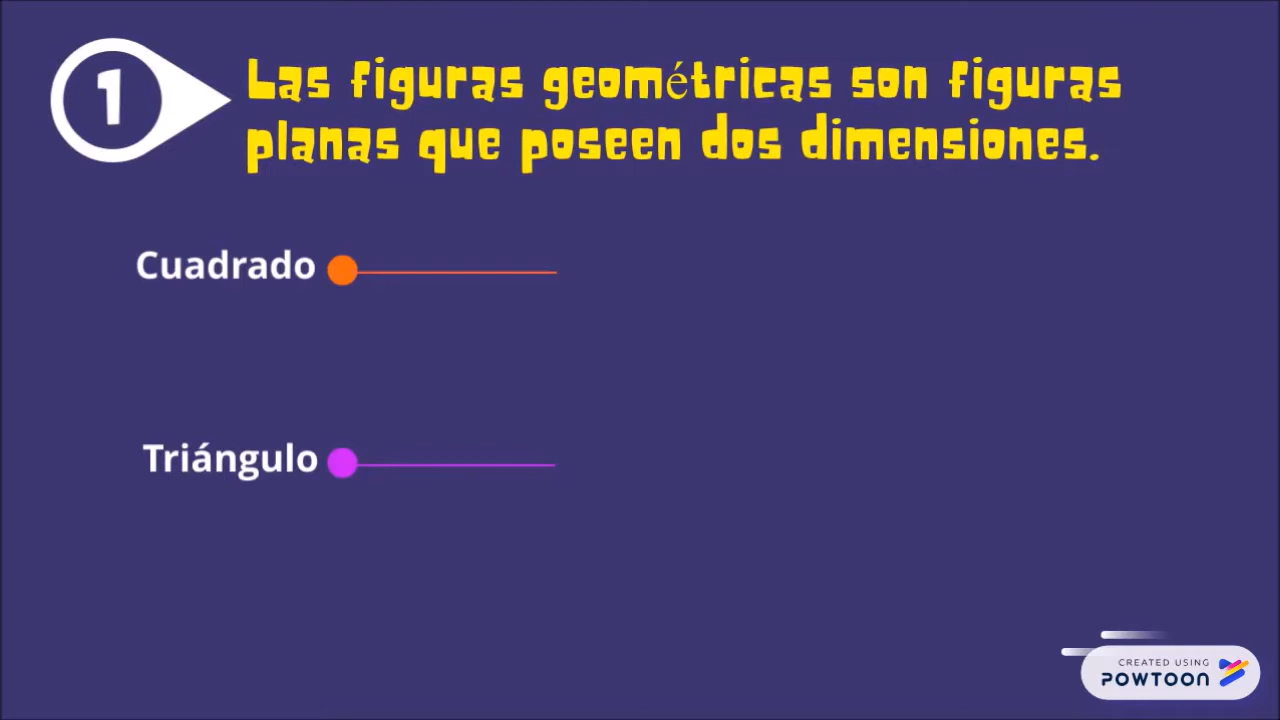 1
Las figuras geométricas son figuras
planas que poseen dos dimensiones.
Cuadrado
Triángulo
CREATED USING
POWTOON